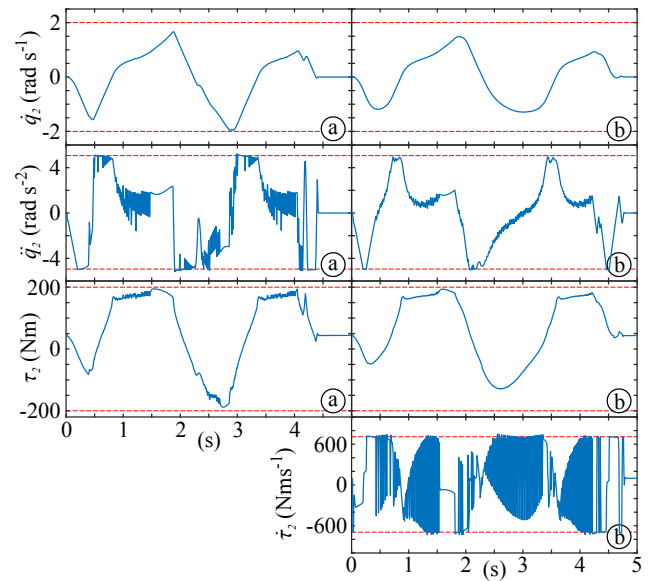 2
0
-2
q̇₂ (rad s⁻¹)
a
b
4
0
-4
q̈₂ (rad s⁻²)
a
b
200
0
-200
τ₂ (Nm)
a
b
0 1 2 3 4
(s)
600
0
-600
τ̇₂ (Nms⁻¹)
b
0 1 2 3 4 5
(s)